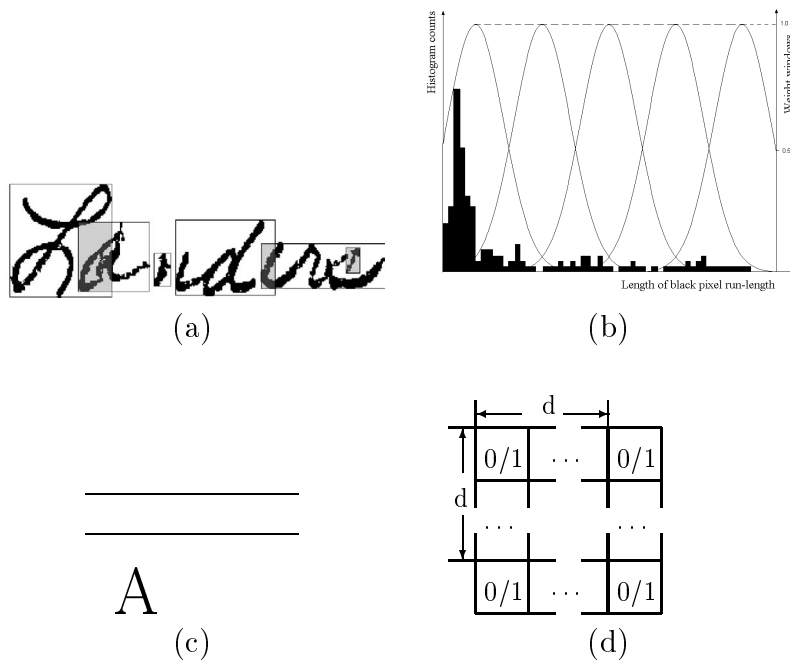 Histogram counts
Weight windows
1.0
0.5
Length of black pixel run-length
(a)
(b)
d
0/1 ... 0/1
d
... ...
0/1 ... 0/1
A
(c)
(d)